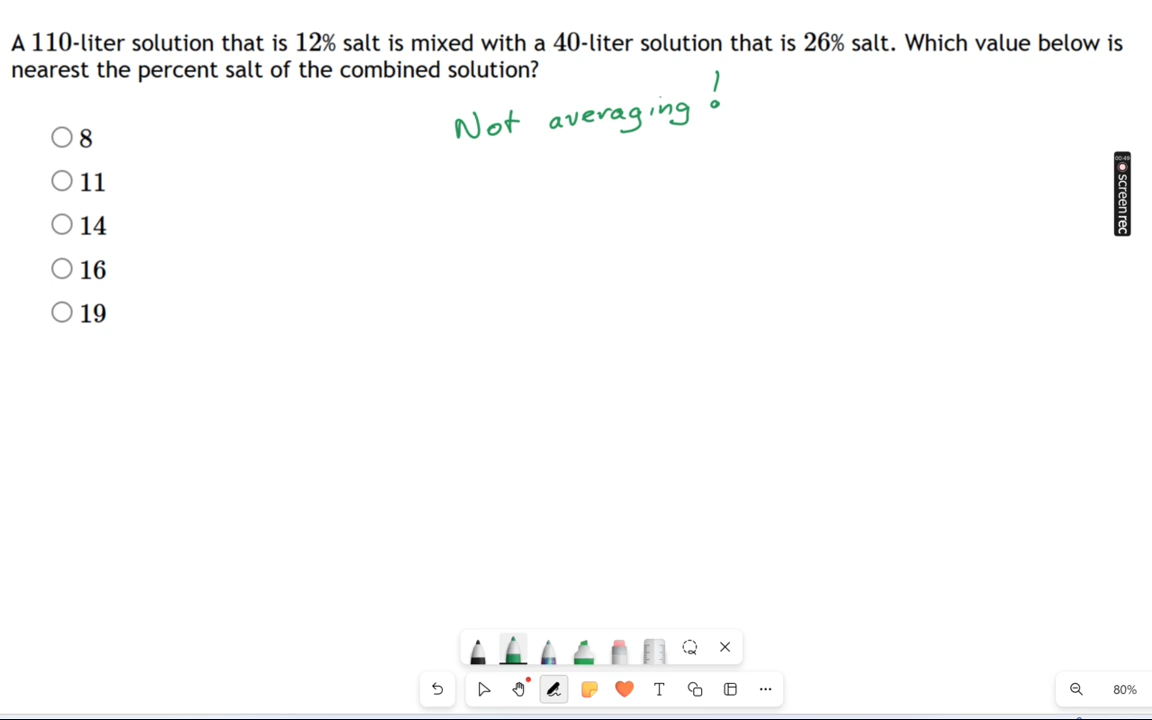 A 110-liter solution that is 12% salt is mixed with a 40-liter solution that is 26% salt. Which value below is
nearest the percent salt of the combined solution?
Not averaging!
8
11
14
16
19
00:49
screenrec
T
80%